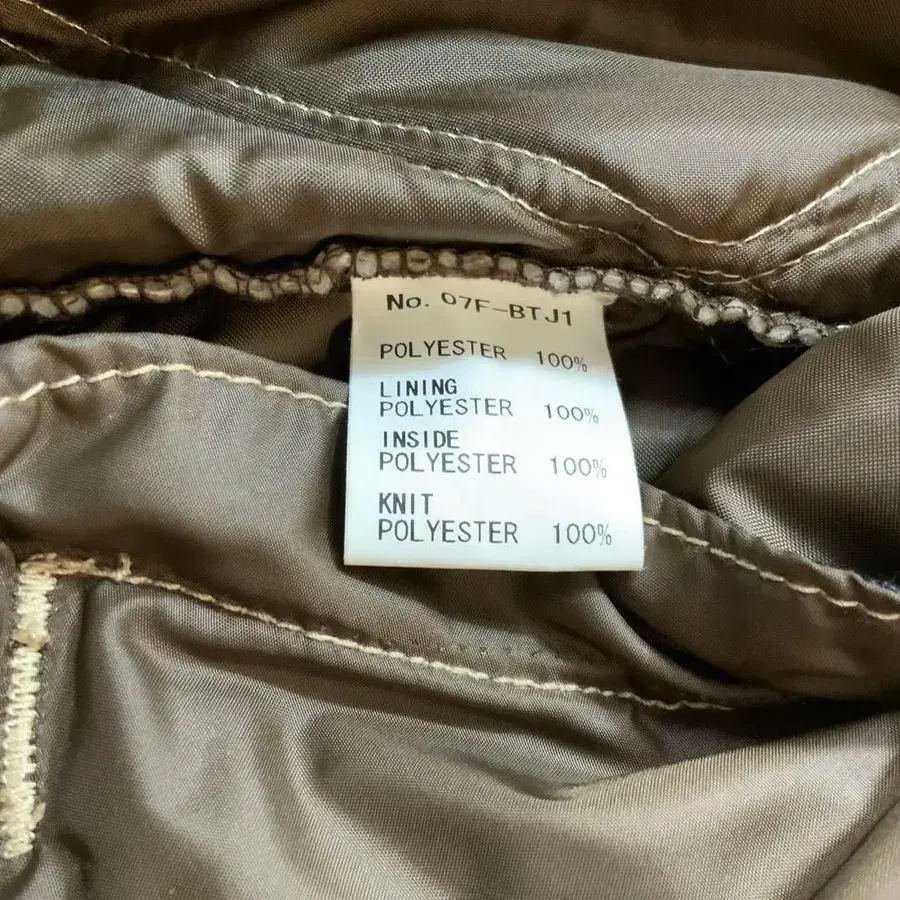 No. 07F-BTJ1
POLYESTER 100%
LINING
POLYESTER 100%
INSIDE
POLYESTER 100%
KNIT
POLYESTER 100%